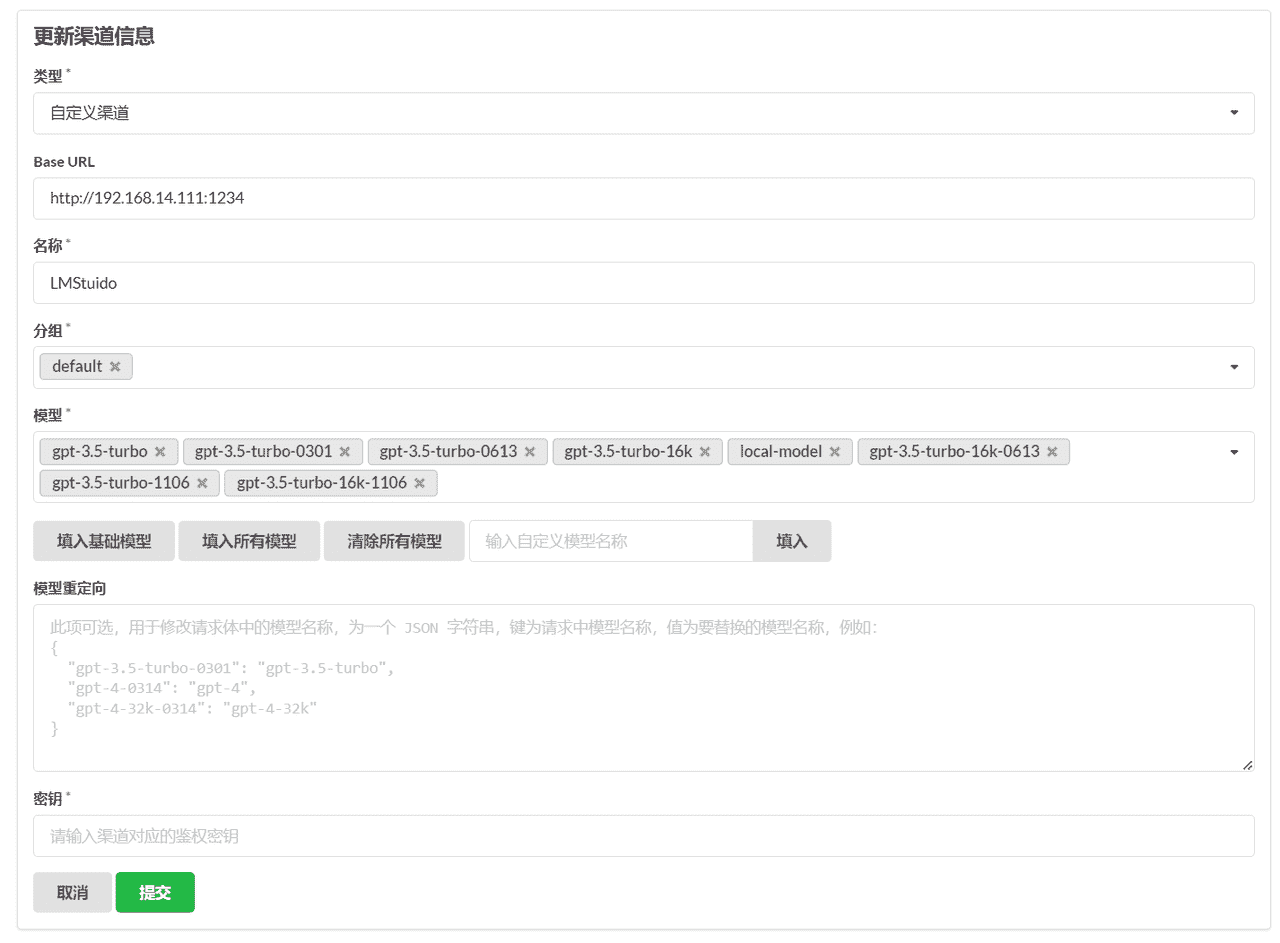 更新渠道信息
类型*
自定义渠道
Base URL
http://192.168.14.111:1234
名称*
LMStuido
分组*
default
模型*
gpt-3.5-turbo gpt-3.5-turbo-0301 gpt-3.5-turbo-0613 gpt-3.5-turbo-16k local-model gpt-3.5-turbo-16k-0613
gpt-3.5-turbo-1106 gpt-3.5-turbo-16k-1106
填入基础模型 填入所有模型 清除所有模型 输入自定义模型名称 填入
模型重定向
此项可选，用于修改请求体中的模型名称，为一个 JSON 字符串，键为请求中模型名称，值为要替换的模型名称，例如：
{
"gpt-3.5-turbo-0301": "gpt-3.5-turbo",
"gpt-4-0314": "gpt-4",
"gpt-4-32k-0314": "gpt-4-32k"
}
密钥*
请输入渠道对应的鉴权密钥
取消 提交